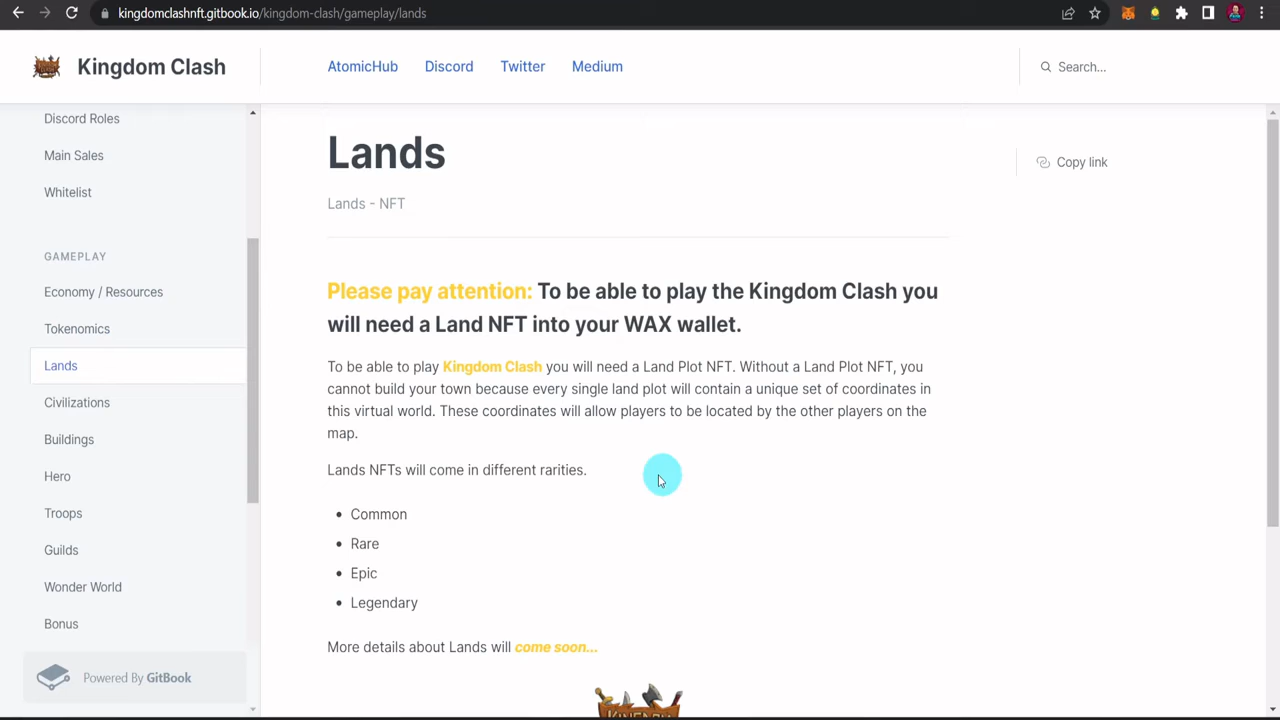 kingdomclashnft.gitbook.io/kingdom-clash/gameplay/lands
Kingdom Clash
AtomicHub
Discord
Twitter
Medium
Search...
Discord Roles
Main Sales
Whitelist
GAMEPLAY
Economy / Resources
Tokenomics
Lands
Civilizations
Buildings
Hero
Troops
Guilds
Wonder World
Bonus
Powered By GitBook
Lands
Lands - NFT
Copy link
Please pay attention: To be able to play the Kingdom Clash you
will need a Land NFT into your WAX wallet.
To be able to play Kingdom Clash you will need a Land Plot NFT. Without a Land Plot NFT, you
cannot build your town because every single land plot will contain a unique set of coordinates in
this virtual world. These coordinates will allow players to be located by the other players on the
map.
Lands NFTs will come in different rarities.
Common
Rare
Epic
Legendary
More details about Lands will come soon...